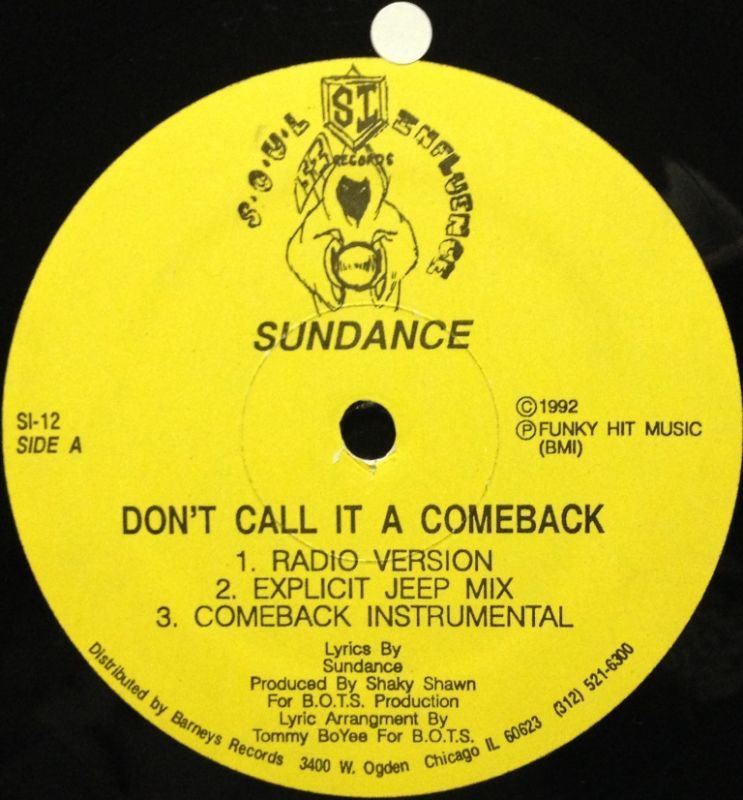 S·O·U·L
SI
INFLUENCE
RECORDS
SUNDANCE
SI-12
SIDE A
©1992
ⓅFUNKY HIT MUSIC
(BMI)
DON'T CALL IT A COMEBACK
1. RADIO VERSION
2. EXPLICIT JEEP MIX
3. COMEBACK INSTRUMENTAL
Lyrics By
Sundance
Produced By Shaky Shawn
For B.O.T.S. Production
Lyric Arrangment By
Tommy BoYee For B.O.T.S.
Distributed by Barneys Records 3400 W. Ogden Chicago IL 60623 (312) 521-6300